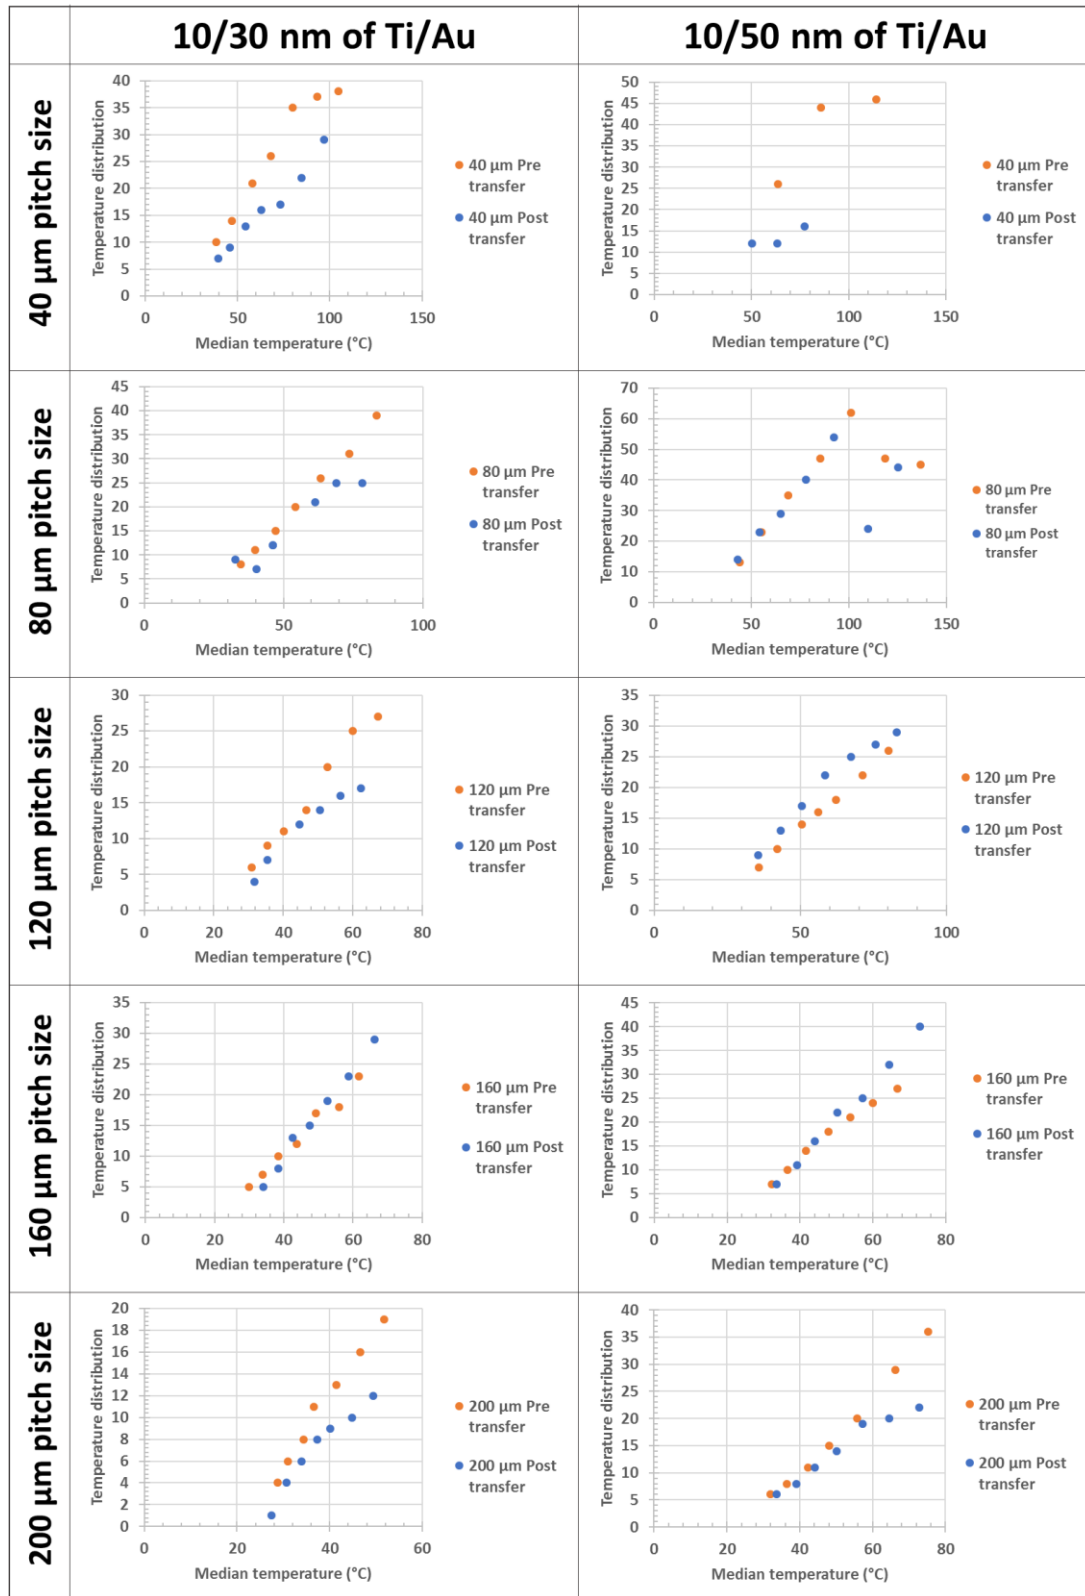 10/30 nm of Ti/Au
10/50 nm of Ti/Au
40 µm pitch size
Temperature distribution
40
35
30
25
20
15
10
5
0
0 50 100 150
Median temperature (°C)
40 µm Pre
transfer
40 µm Post
transfer
Temperature distribution
50
45
40
35
30
25
20
15
10
5
0
0 50 100 150
Median temperature (°C)
40 µm Pre
transfer
40 µm Post
transfer
80 µm pitch size
Temperature distribution
45
40
35
30
25
20
15
10
5
0
0 50 100
Median temperature (°C)
80 µm Pre
transfer
80 µm Post
transfer
Temperature distribution
70
60
50
40
30
20
10
0
0 50 100 150
Median temperature (°C)
80 µm Pre
transfer
80 µm Post
transfer
120 µm pitch size
Temperature distribution
30
25
20
15
10
5
0
0 20 40 60 80
Median temperature (°C)
120 µm Pre
transfer
120 µm Post
transfer
Temperature distribution
35
30
25
20
15
10
5
0
0 50 100
Median temperature (°C)
120 µm Pre
transfer
120 µm Post
transfer
160 µm pitch size
Temperature distribution
35
30
25
20
15
10
5
0
0 20 40 60 80
Median temperature (°C)
160 µm Pre
transfer
160 µm Post
transfer
Temperature distribution
45
40
35
30
25
20
15
10
5
0
0 20 40 60 80
Median temperature (°C)
160 µm Pre
transfer
160 µm Post
transfer
200 µm pitch size
Temperature distribution
20
18
16
14
12
10
8
6
4
2
0
0 20 40 60
Median temperature (°C)
200 µm Pre
transfer
200 µm Post
transfer
Temperature distribution
40
35
30
25
20
15
10
5
0
0 20 40 60 80
Median temperature (°C)
200 µm Pre
transfer
200 µm Post
transfer